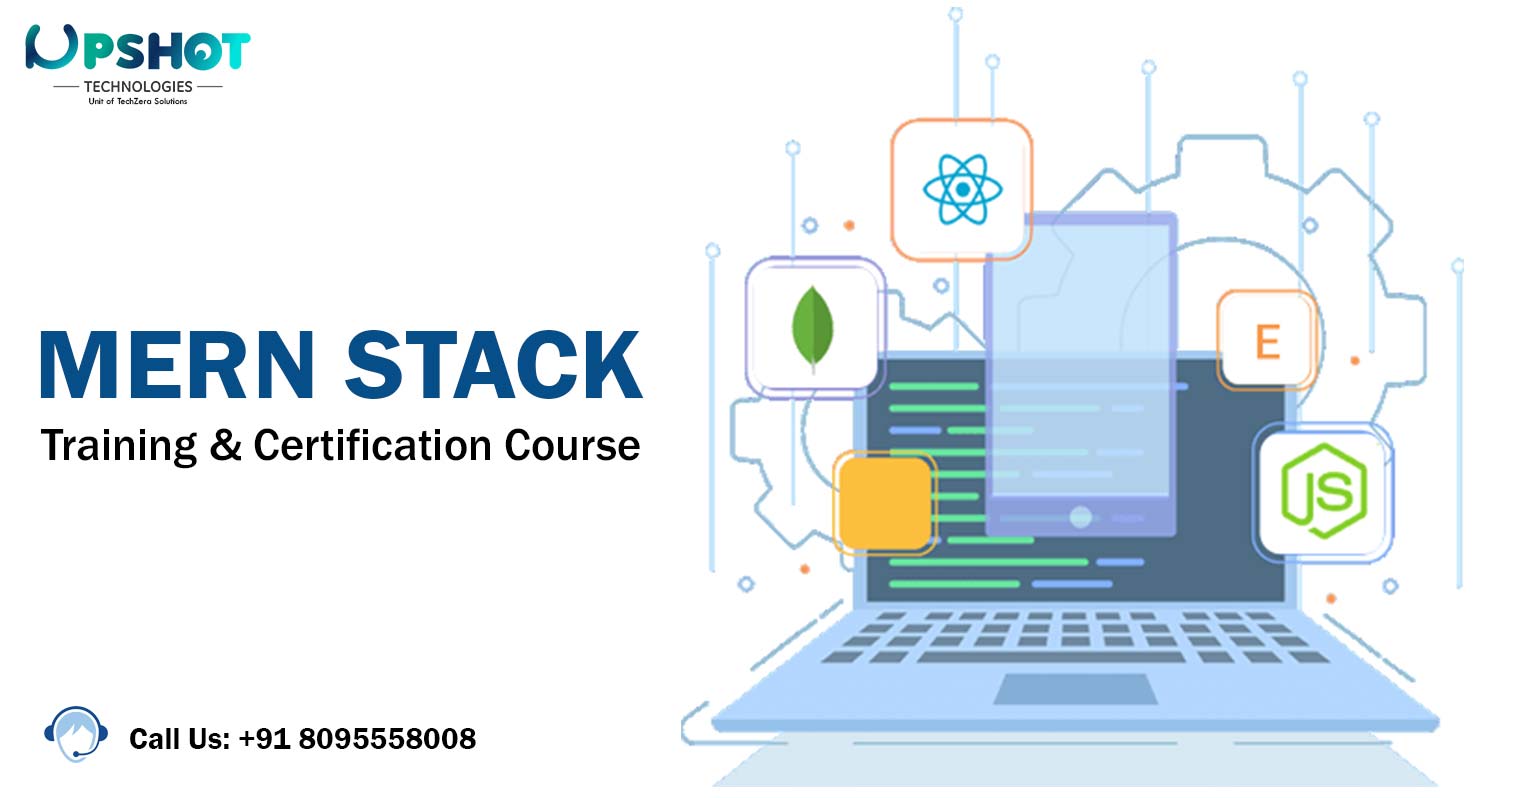 UPSHOT
TECHNOLOGIES
Unit of TechZera Solutions
MERN STACK
Training & Certification Course
E
JS
Call Us: +91 8095558008